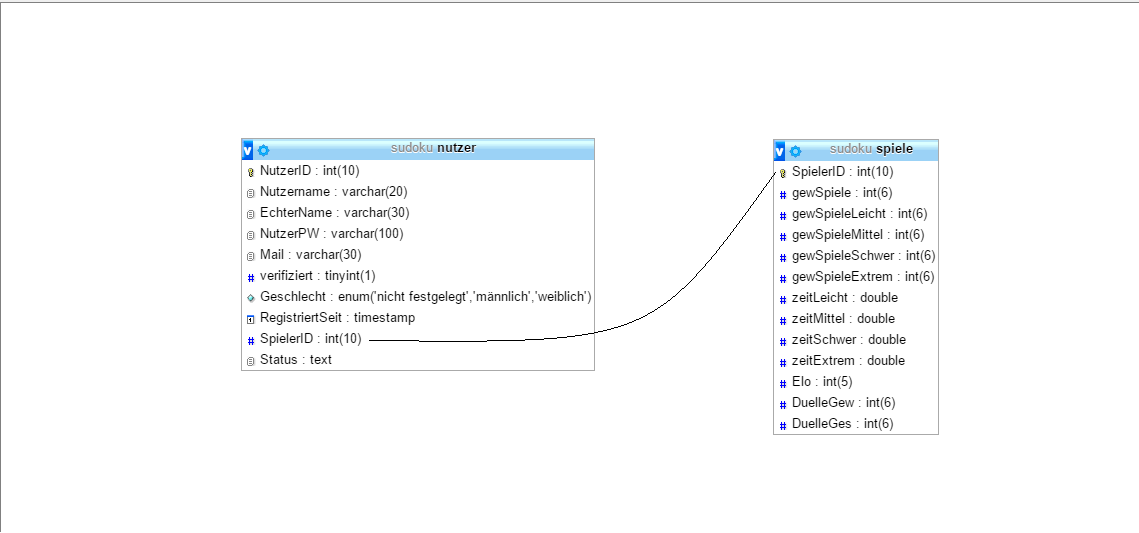 sudoku nutzer
NutzerID : int(10)
Nutzername : varchar(20)
EchterName : varchar(30)
NutzerPW : varchar(100)
Mail : varchar(30)
verifiziert : tinyint(1)
Geschlecht : enum('nicht festgelegt','männlich','weiblich')
RegistriertSeit : timestamp
SpielerID : int(10)
Status : text
sudoku spiele
SpielerID : int(10)
gewSpiele : int(6)
gewSpieleLeicht : int(6)
gewSpieleMittel : int(6)
gewSpieleSchwer : int(6)
gewSpieleExtrem : int(6)
zeitLeicht : double
zeitMittel : double
zeitSchwer : double
zeitExtrem : double
Elo : int(5)
DuelleGew : int(6)
DuelleGes : int(6)